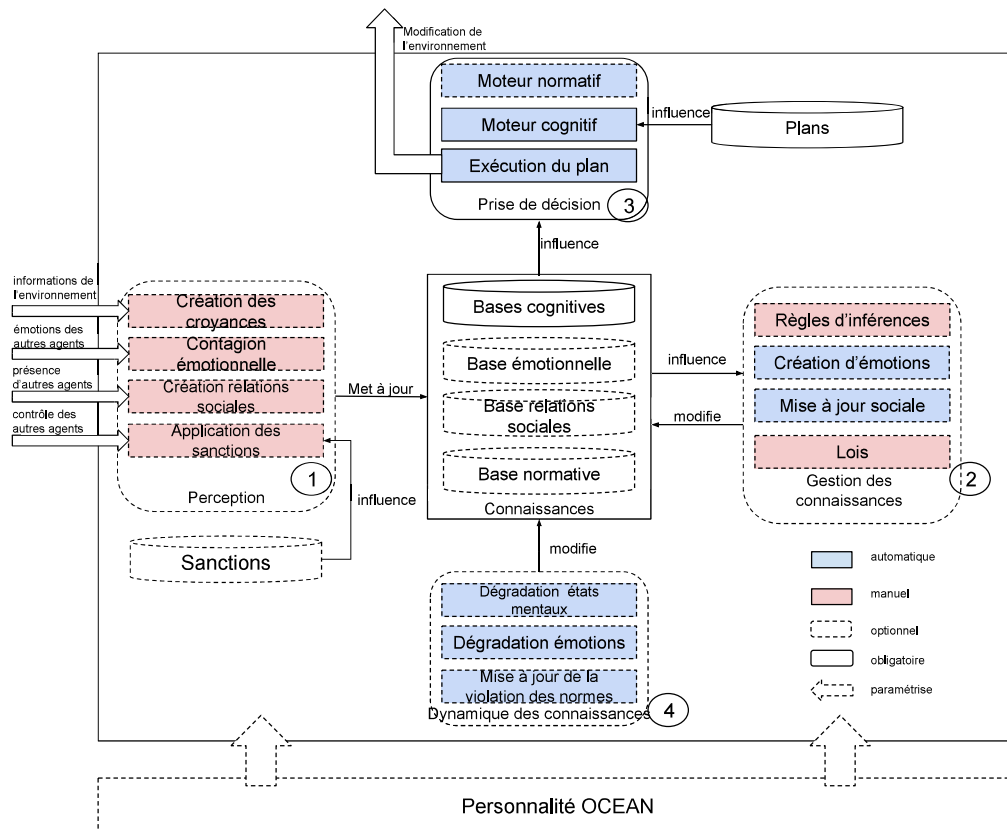 Modification de
l'environnement
Moteur normatif
Moteur cognitif
influence
Plans
Exécution du plan
Prise de décision
3
influence
informations de
l'environnement
Création des
croyances
émotions des
autres agents
Contagion
émotionnelle
présence
d'autres agents
Création relations
sociales
contrôle des
autres agents
Application des
sanctions
1
Perception
Met à jour
influence
Sanctions
Bases cognitives
Base émotionnelle
Base relations
sociales
Base normative
Connaissances
influence
modifie
Règles d'inférences
Création d'émotions
Mise à jour sociale
Lois
Gestion des
connaissances
2
modifie
Dégradation états
mentaux
Dégradation émotions
Mise à jour de la
violation des normes
Dynamique des connaissances
4
automatique
manuel
optionnel
obligatoire
paramétrise
Personnalité OCEAN